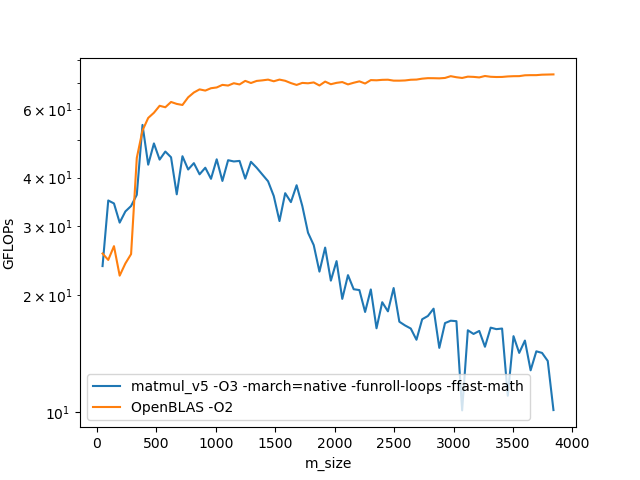 6 × 10¹
4 × 10¹
3 × 10¹
2 × 10¹
10¹
GFLOPs
matmul_v5 -O3 -march=native -funroll-loops -ffast-math
OpenBLAS -O2
0 500 1000 1500 2000 2500 3000 3500 4000
m_size